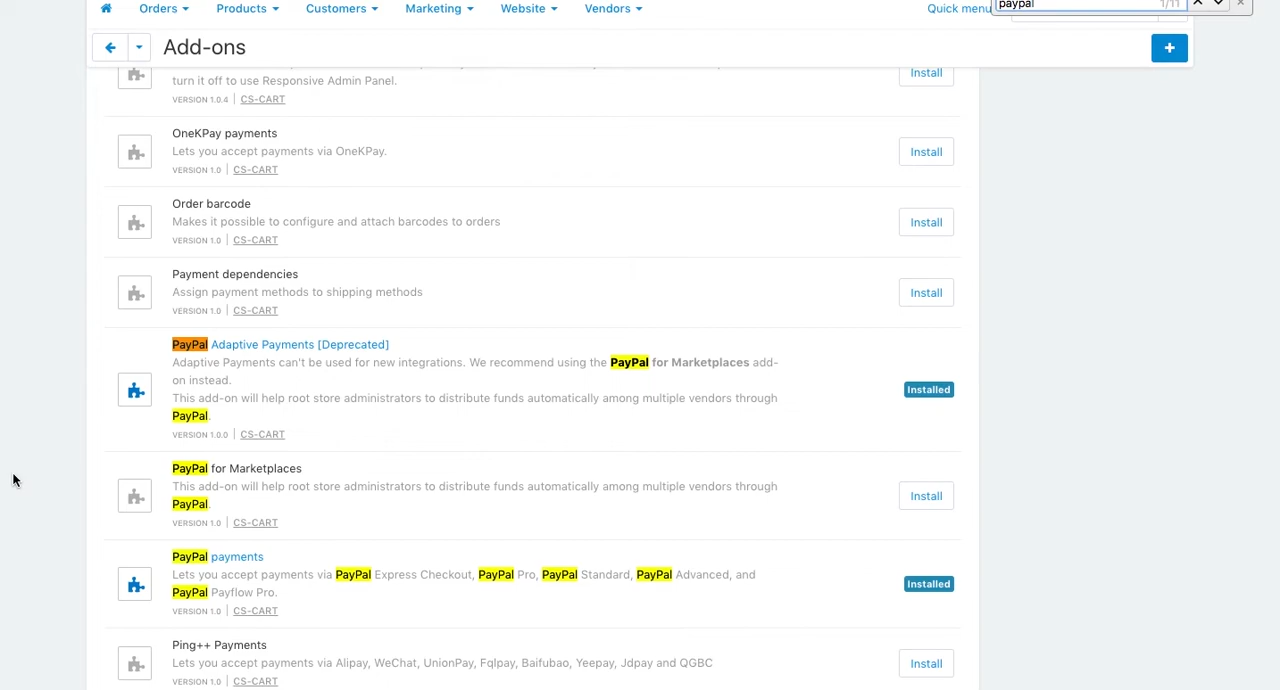 paypal 1/11
Orders Products Customers Marketing Website Vendors Quick menu
Add-ons
turn it off to use Responsive Admin Panel.
Install
VERSION 1.0.4 | CS-CART
OneKPay payments
Lets you accept payments via OneKPay.
Install
VERSION 1.0 | CS-CART
Order barcode
Makes it possible to configure and attach barcodes to orders
Install
VERSION 1.0 | CS-CART
Payment dependencies
Assign payment methods to shipping methods
Install
VERSION 1.0 | CS-CART
PayPal Adaptive Payments [Deprecated]
Adaptive Payments can't be used for new integrations. We recommend using the PayPal for Marketplaces add-
on instead.
Installed
This add-on will help root store administrators to distribute funds automatically among multiple vendors through
PayPal.
VERSION 1.0.0 | CS-CART
PayPal for Marketplaces
This add-on will help root store administrators to distribute funds automatically among multiple vendors through
Install
PayPal.
VERSION 1.0 | CS-CART
PayPal payments
Lets you accept payments via PayPal Express Checkout, PayPal Pro, PayPal Standard, PayPal Advanced, and
Installed
PayPal Payflow Pro.
VERSION 1.0 | CS-CART
Ping++ Payments
Lets you accept payments via Alipay, WeChat, UnionPay, Fqlpay, Baifubao, Yeepay, Jdpay and QGBC
Install
VERSION 1.0 | CS-CART